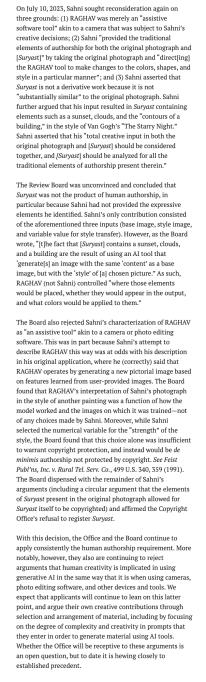 On July 10, 2023, Sahni sought reconsideration again on
three grounds: (1) RAGHAV was merely an "assistive
software tool" akin to a camera that was subject to Sahni's
creative decisions; (2) Sahni "provided the traditional
elements of authorship for both the original photograph and
[Suryast]" by taking the original photograph and "direct[ing]
the RAGHAV tool to make changes to the colors, shapes, and
style in a particular manner"; and (3) Sahni asserted that
Suryast is not a derivative work because it is not
"substantially similar" to the original photograph. Sahni
further argued that his input resulted in Suryast containing
elements such as a sunset, clouds, and the "contours of a
building," in the style of Van Gogh's "The Starry Night."
Sahni asserted that his "total creative input in both the
original photograph and [Suryast] should be considered
together, and [Suryast] should be analyzed for all the
traditional elements of authorship present therein."
The Review Board was unconvinced and concluded that
Suryast was not the product of human authorship, in
particular because Sahni had not provided the expressive
elements he identified. Sahni's only contribution consisted
of the aforementioned three inputs (base image, style image,
and variable value for style transfer). However, as the Board
wrote, "[t]he fact that [Suryast] contains a sunset, clouds,
and a building are the result of using an AI tool that
'generate[s] an image with the same 'content' as a base
image, but with the 'style' of [a] chosen picture." As such,
RAGHAV (not Sahni) controlled "where those elements
would be placed, whether they would appear in the output,
and what colors would be applied to them."
The Board also rejected Sahni's characterization of RAGHAV
as "an assistive tool" akin to a camera or photo editing
software. This was in part because Sahni's attempt to
describe RAGHAV this way was at odds with his description
in his original application, where he (correctly) said that
RAGHAV operates by generating a new pictorial image based
on features learned from user-provided images. The Board
found that RAGHAV's interpretation of Sahni's photograph
in the style of another painting was a function of how the
model worked and the images on which it was trained—not
of any choices made by Sahni. Moreover, while Sahni
selected the numerical variable for the "strength" of the
style, the Board found that this choice alone was insufficient
to warrant copyright protection, and instead would be de
minimis authorship not protected by copyright. See Feist
Publ'ns, Inc. v. Rural Tel. Serv. Co., 499 U.S. 340, 359 (1991).
The Board dispensed with the remainder of Sahni's
arguments (including a circular argument that the elements
of Suryast present in the original photograph allowed for
Suryast itself to be copyrighted) and affirmed the Copyright
Office's refusal to register Suryast.
With this decision, the Office and the Board continue to
apply consistently the human authorship requirement. More
notably, however, they also are continuing to reject
arguments that human creativity is implicated in using
generative AI in the same way that it is when using cameras,
photo editing software, and other devices and tools. We
expect that applicants will continue to lean on this latter
point, and argue their own creative contributions through
selection and arrangement of material, including by focusing
on the degree of complexity and creativity in prompts that
they enter in order to generate material using AI tools.
Whether the Office will be receptive to these arguments is
an open question, but to date it is hewing closely to
established precedent.